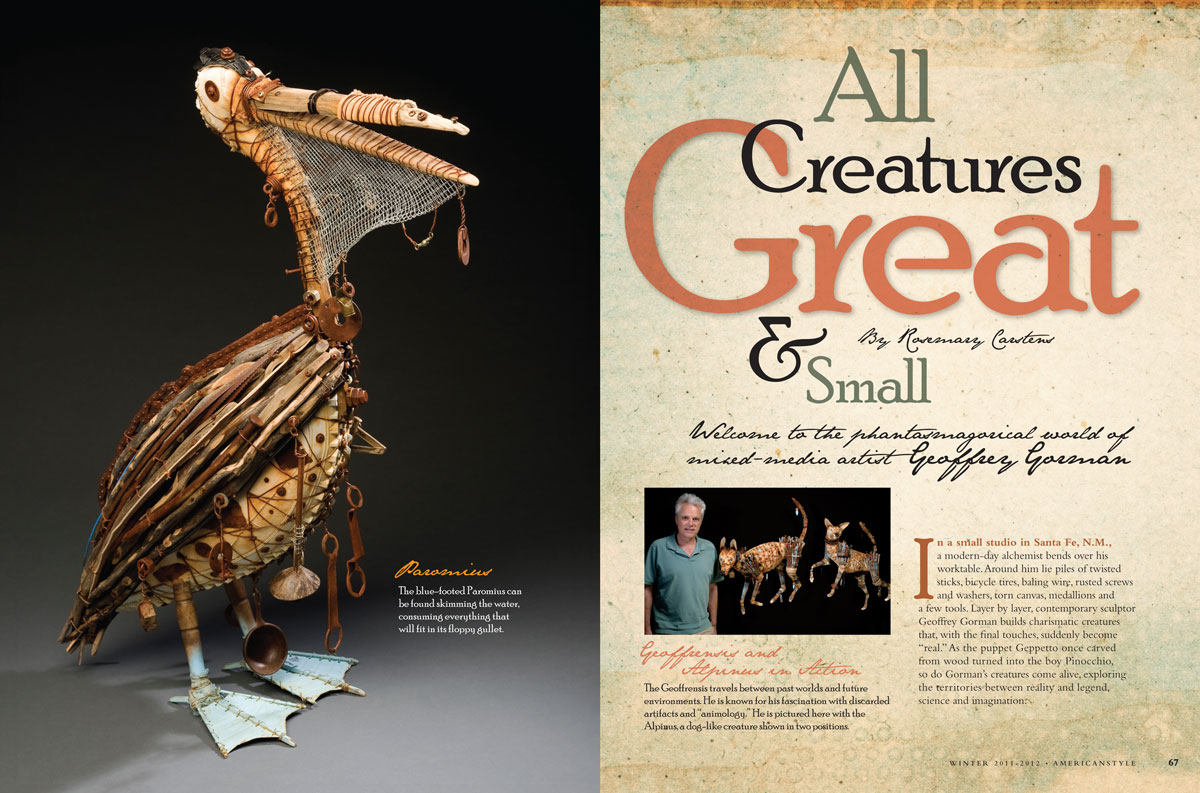 Paromius
The blue-footed Paromius can
be found skimming the water,
consuming everything that
will fit in its floppy gullet.
All
Creatures
Great
& Small
By Rosemary Carstens
Welcome to the phantasmagorical world of
mixed-media artist Geoffrey Gorman
Geoffrensis and
Alpinus in Action
The Geoffrensis travels between past worlds and future
environments. He is known for his fascination with discarded
artifacts and “animology.” He is pictured here with the
Alpinus, a dog-like creature shown in two positions.
In a small studio in Santa Fe, N.M.,
a modern-day alchemist bends over his
worktable. Around him lie piles of twisted
sticks, bicycle tires, baling wire, rusted screws
and washers, torn canvas, medallions and
a few tools. Layer by layer, contemporary sculptor
Geoffrey Gorman builds charismatic creatures
that, with the final touches, suddenly become
“real.” As the puppet Geppetto once carved
from wood turned into the boy Pinocchio,
so do Gorman’s creatures come alive, exploring
the territories between reality and legend,
science and imagination.
WINTER 2011-2012 • AMERICANSTYLE 67